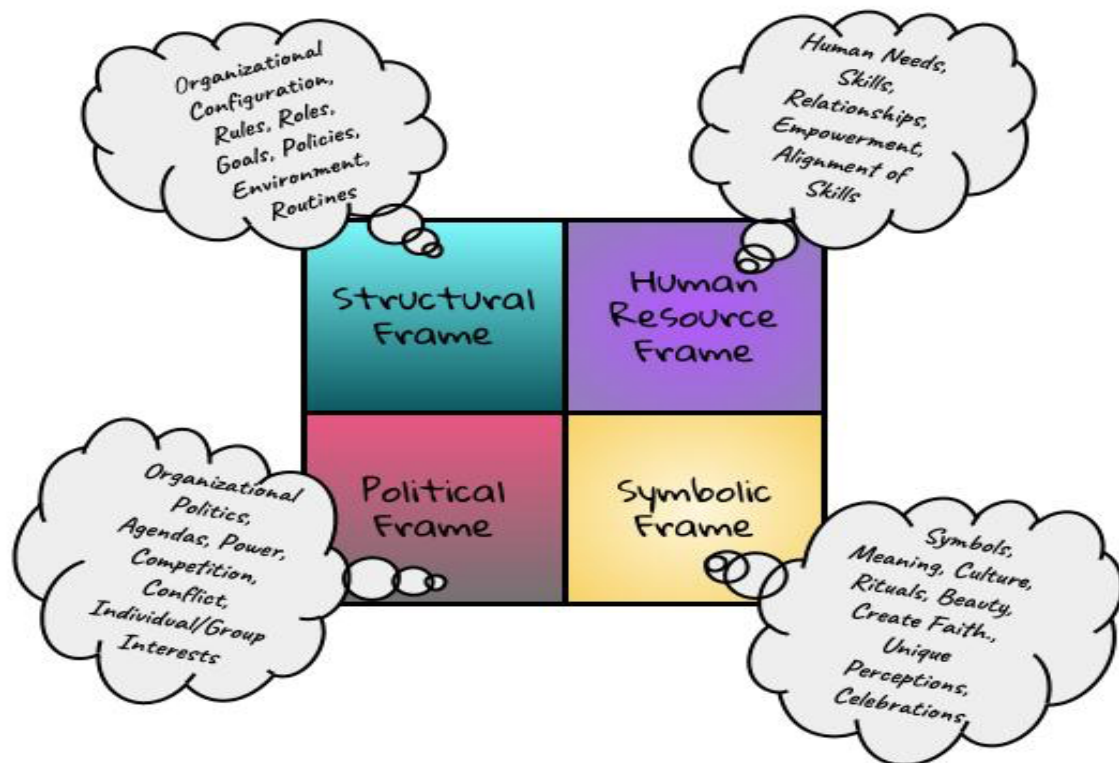 Organizational
Configuration,
Rules, Roles,
Goals, Policies,
Environment,
Routines
Human Needs,
Skills,
Relationships,
Empowerment,
Alignment of
Skills
Structural
Frame
Human
Resource
Frame
Political
Frame
Symbolic
Frame
Organizational
Politics,
Agendas, Power,
Competition,
Conflict,
Individual/Group
Interests
Symbols,
Meaning, Culture,
Rituals, Beauty,
Create Faith.,
Unique
Perceptions,
Celebrations,